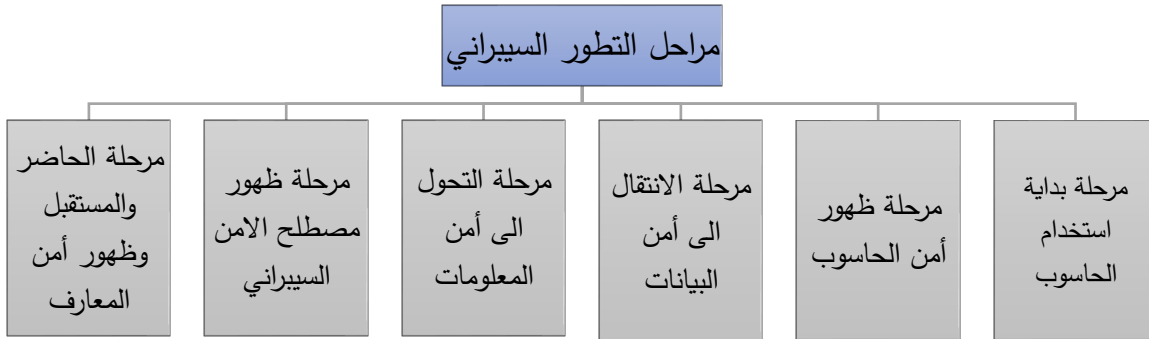 مراحل التطور السيبراني
مرحلة بداية
استخدام
الحاسوب
مرحلة ظهور
أمن الحاسوب
مرحلة الانتقال
الى أمن
البيانات
مرحلة التحول
الى أمن
المعلومات
مرحلة ظهور
مصطلح الامن
السيبراني
مرحلة الحاضر
والمستقبل
وظهور أمن
المعارف